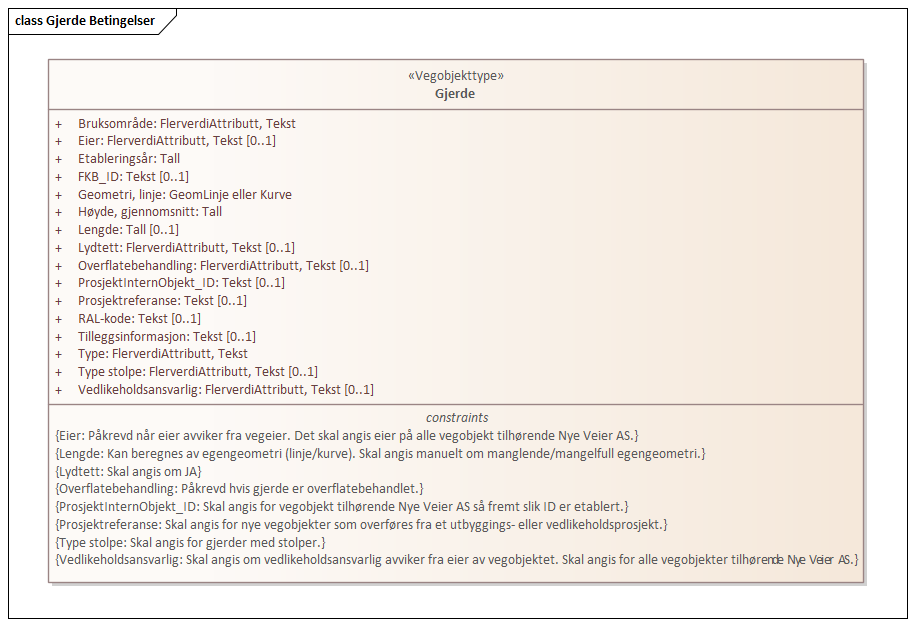 class Gjerde Betingelser
«Vegobjekttype»
Gjerde
+ Bruksområde: FlerverdiAttributt, Tekst
+ Eier: FlerverdiAttributt, Tekst [0..1]
+ Etableringsår: Tall
+ FKB_ID: Tekst [0..1]
+ Geometri, linje: GeomLinje eller Kurve
+ Høyde, gjennomsnitt: Tall
+ Lengde: Tall [0..1]
+ Lydtett: FlerverdiAttributt, Tekst [0..1]
+ Overflatebehandling: FlerverdiAttributt, Tekst [0..1]
+ ProsjektInternObjekt_ID: Tekst [0..1]
+ Prosjektreferanse: Tekst [0..1]
+ RAL-kode: Tekst [0..1]
+ Tilleggsinformasjon: Tekst [0..1]
+ Type: FlerverdiAttributt, Tekst
+ Type stolpe: FlerverdiAttributt, Tekst [0..1]
+ Vedlikeholdsansvarlig: FlerverdiAttributt, Tekst [0..1]
constraints
{Eier: Påkrevd når eier avviker fra vegeier. Det skal angis eier på alle vegobjekt tilhørende Nye Veier AS.}
{Lengde: Kan beregnes av egengeometri (linje/kurve). Skal angis manuelt om manglende/mangelfull egengeometri.}
{Lydtett: Skal angis om JA}
{Overflatebehandling: Påkrevd hvis gjerde er overflatebehandlet.}
{ProsjektInternObjekt_ID: Skal angis for vegobjekt tilhørende Nye Veier AS så fremt slik ID er etablert.}
{Prosjektreferanse: Skal angis for nye vegobjekter som overføres fra et utbyggings- eller vedlikeholdsprosjekt.}
{Type stolpe: Skal angis for gjerder med stolper.}
{Vedlikeholdsansvarlig: Skal angis om vedlikeholdsansvarlig avviker fra eier av vegobjektet. Skal angis for alle vegobjekter tilhørende Nye Veier AS.}